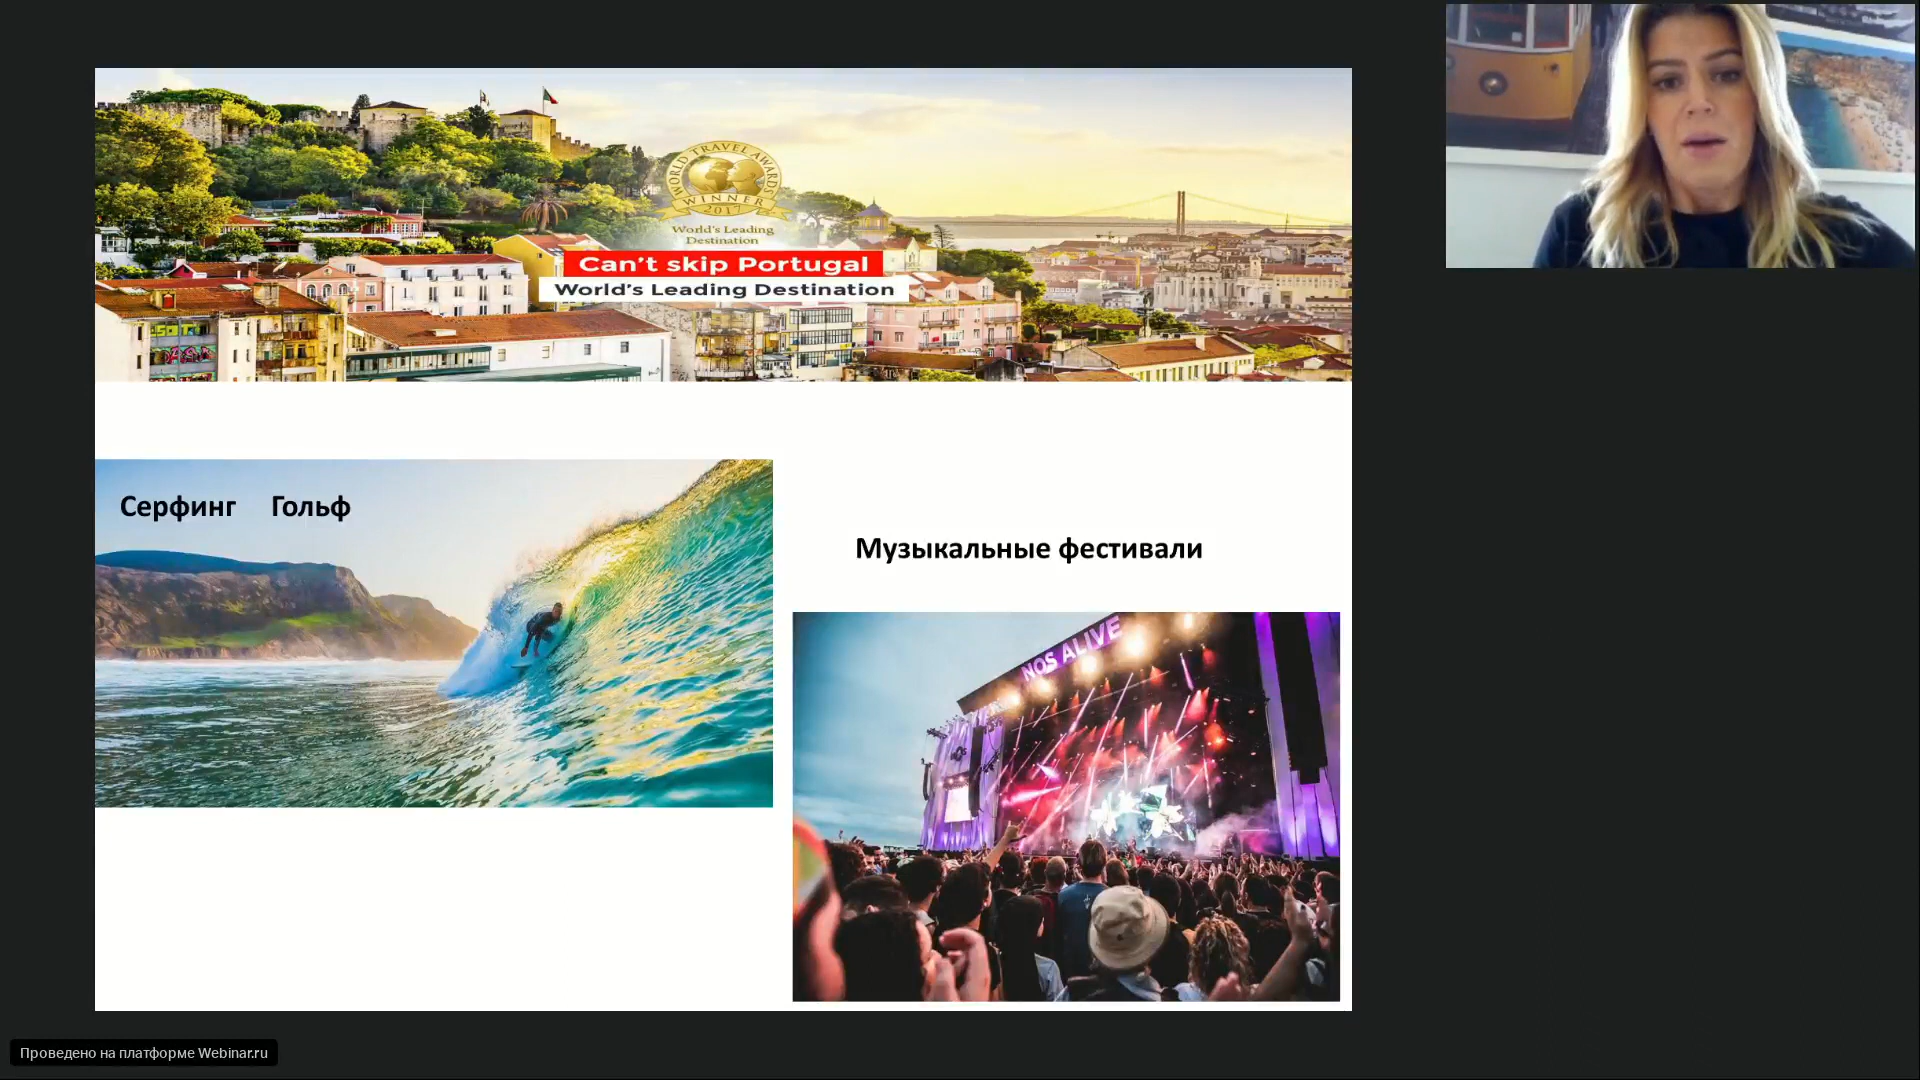 WORLD TRAVEL AWARDS
WINNER
2017
World's Leading
Destination
Can't skip Portugal
World's Leading Destination
Серфинг Гольф
Музыкальные фестивали
NOS ALIVE
Проведено на платформе Webinar.ru